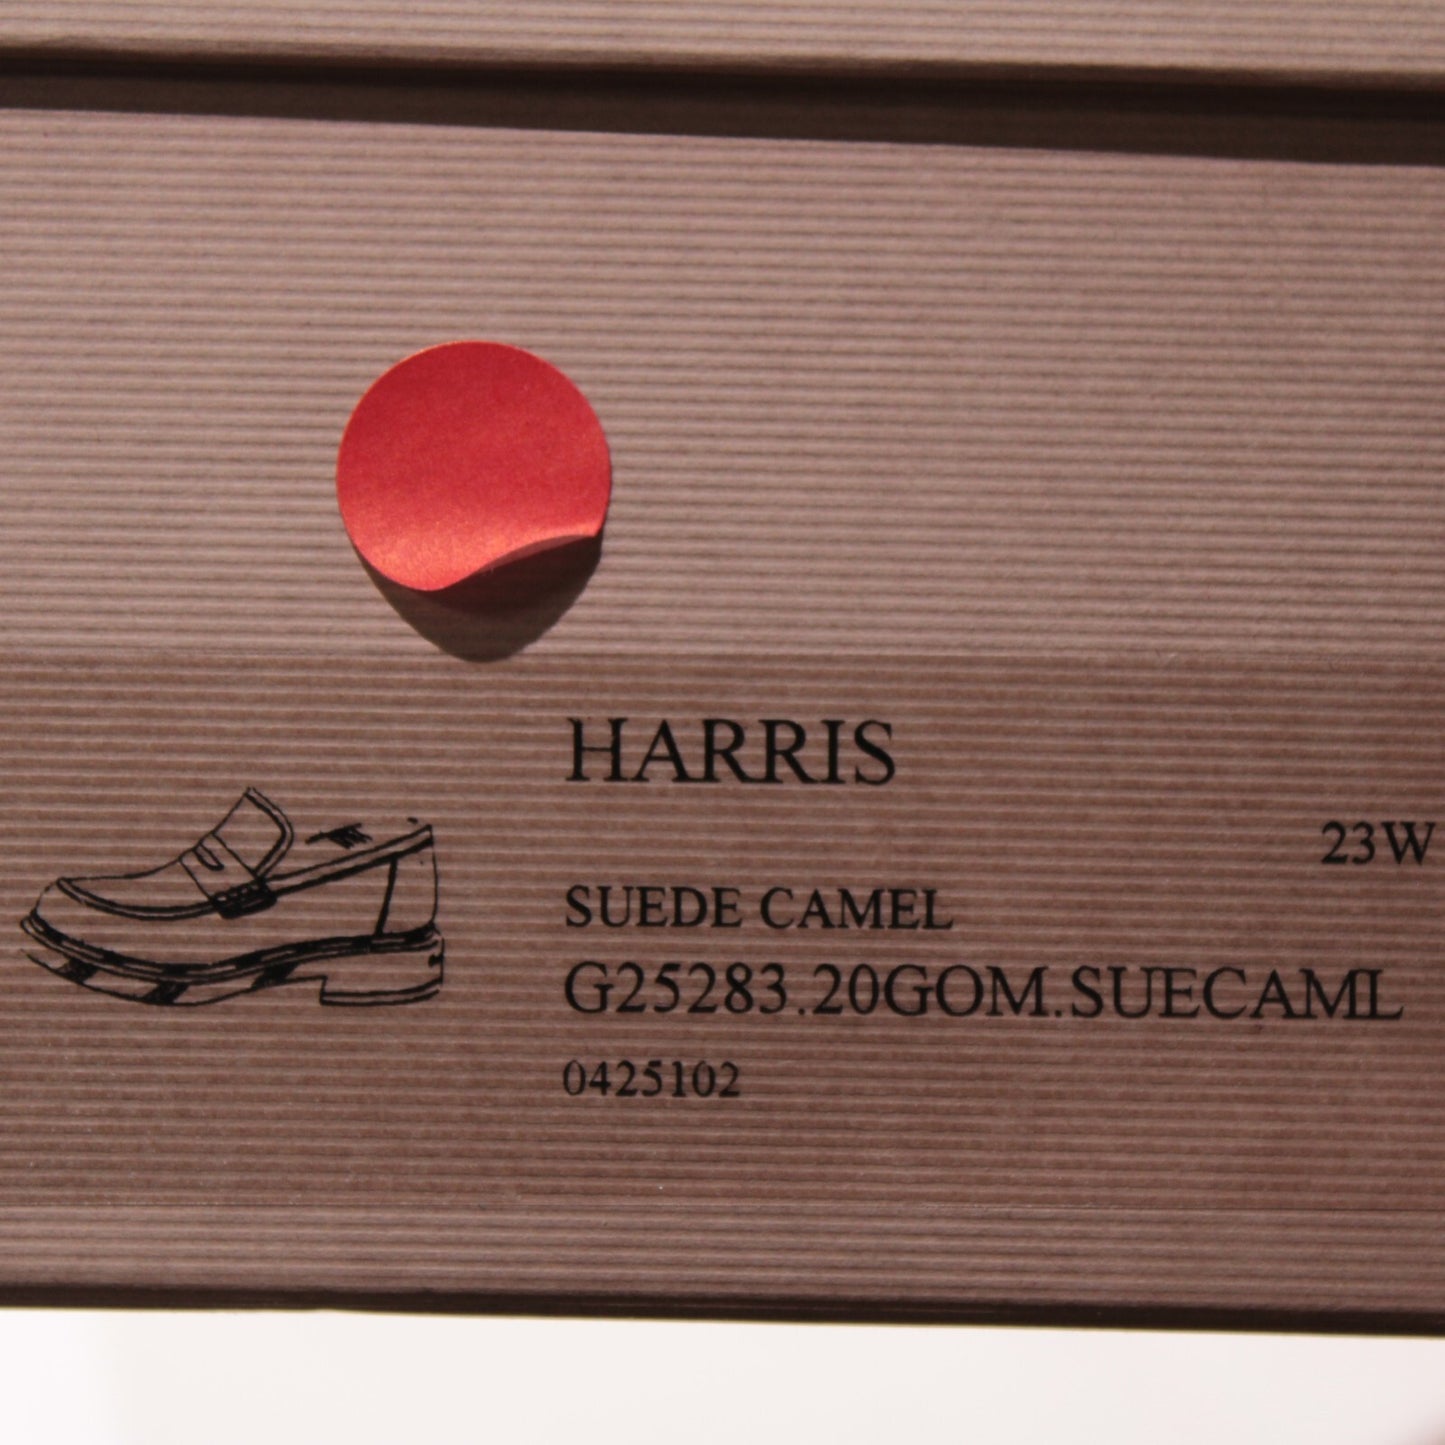 HARRIS
23W
SUEDE CAMEL
G25283.20GOM.SUECAML
0425102